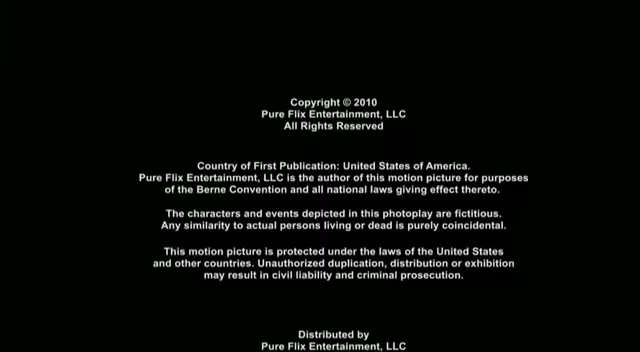 Copyright © 2010
Pure Flix Entertainment, LLC
All Rights Reserved
Country of First Publication: United States of America.
Pure Flix Entertainment, LLC is the author of this motion picture for purposes
of the Berne Convention and all national laws giving effect thereto.
The characters and events depicted in this photoplay are fictitious.
Any similarity to actual persons living or dead is purely coincidental.
This motion picture is protected under the laws of the United States
and other countries. Unauthorized duplication, distribution or exhibition
may result in civil liability and criminal prosecution.
Distributed by
Pure Flix Entertainment, LLC